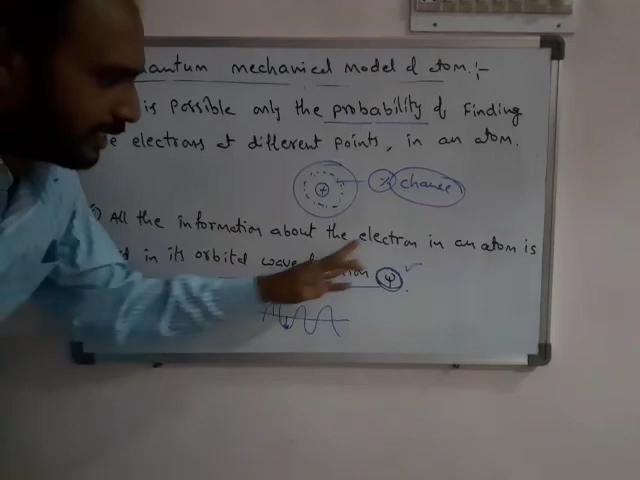 uantum mechanical model of atom :-
is possible only the probability of finding
e electrons at different points, in an atom.
+ % chance
All the information about the electron in an atom is
in its orbital wave ψ